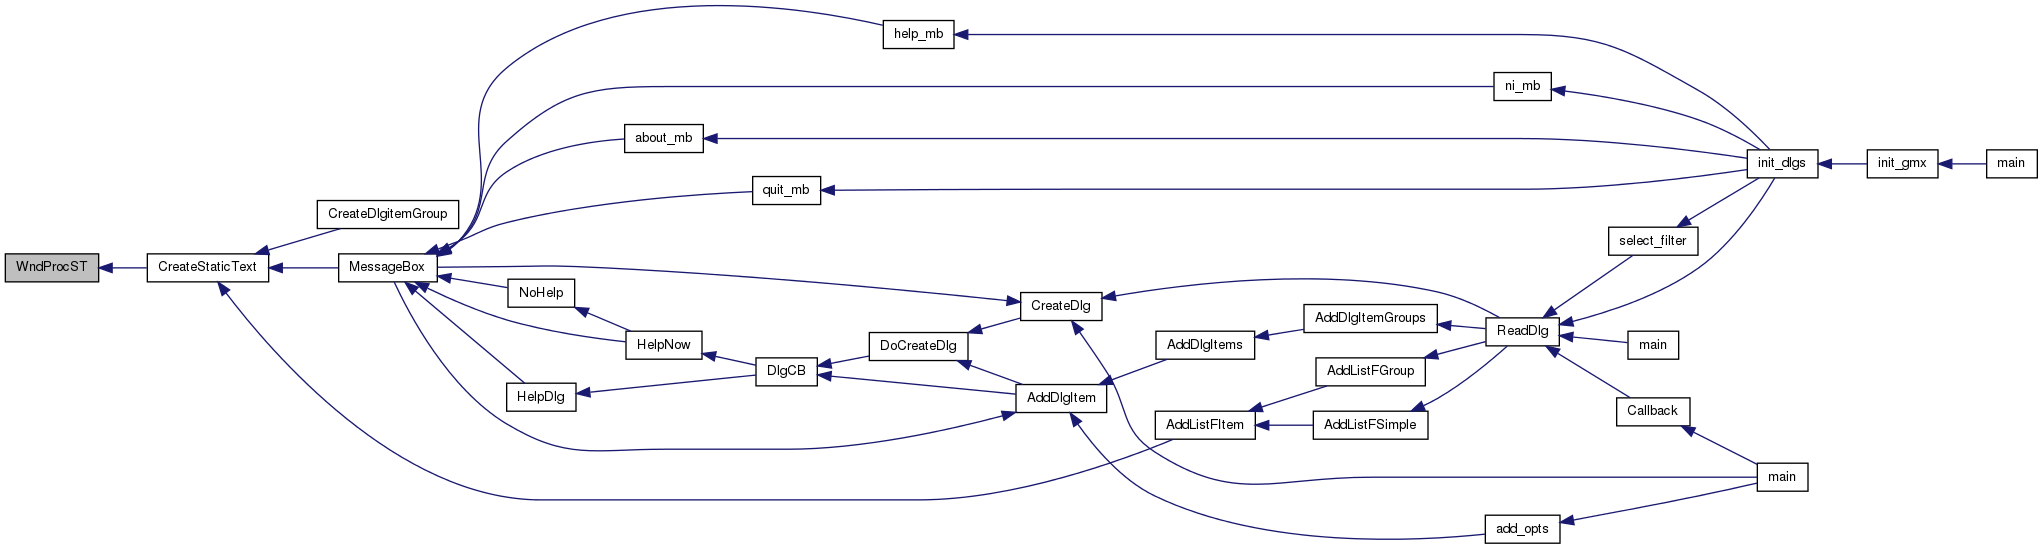 WndProcST
CreateStaticText
CreateDlgitemGroup
MessageBox
NoHelp
HelpNow
HelpDlg
about_mb
quit_mb
help_mb
DlgCB
DoCreateDlg
CreateDlg
AddDlgItem
AddDlgItems
AddListFItem
AddDlgItemGroups
AddListFGroup
AddListFSimple
ni_mb
ReadDlg
add_opts
select_filter
main
Callback
init_dlgs
main
init_gmx
main